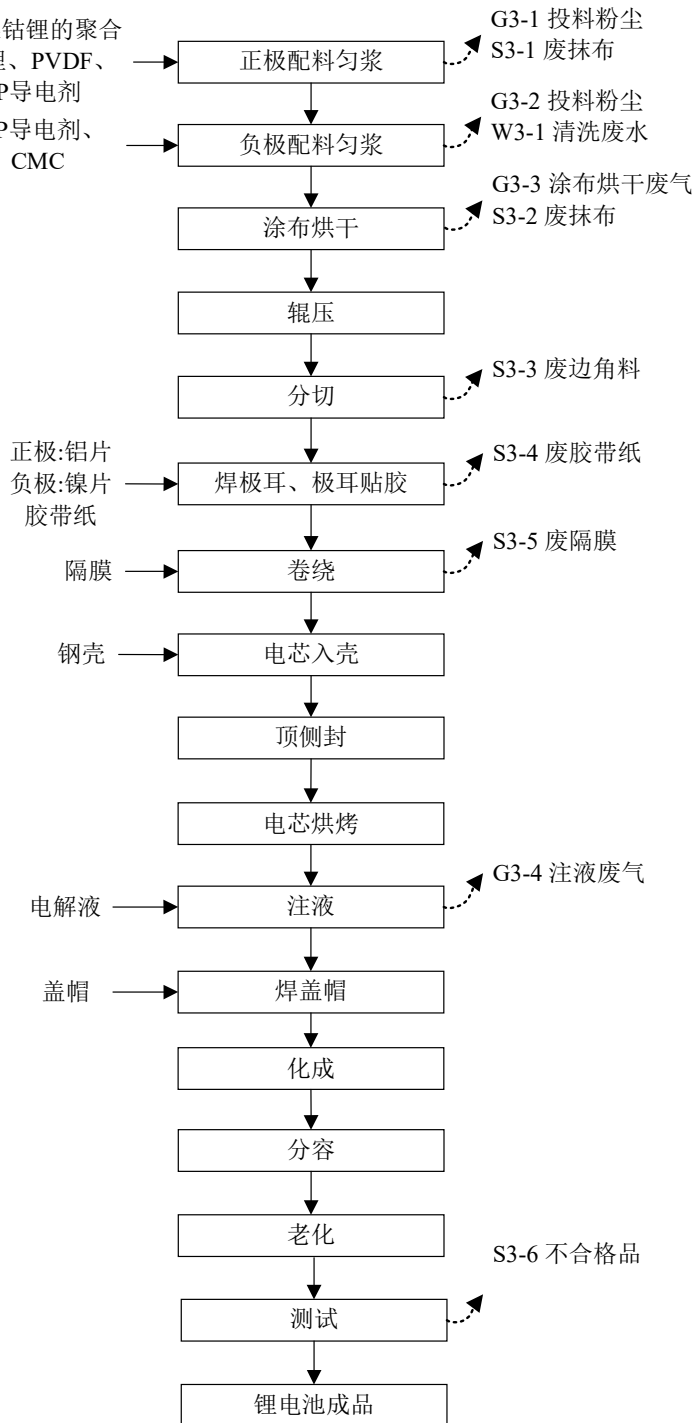 钴锂的聚合
、PVDF、
P导电剂
正极配料匀浆
G3-1 投料粉尘
S3-1 废抹布
P导电剂、
CMC
负极配料匀浆
G3-2 投料粉尘
W3-1 清洗废水
涂布烘干
G3-3 涂布烘干废气
S3-2 废抹布
辊压
分切
S3-3 废边角料
正极:铝片
负极:镍片
胶带纸
焊极耳、极耳贴胶
S3-4 废胶带纸
隔膜
卷绕
S3-5 废隔膜
钢壳
电芯入壳
顶侧封
电芯烘烤
电解液
注液
G3-4 注液废气
盖帽
焊盖帽
化成
分容
老化
测试
S3-6 不合格品
锂电池成品